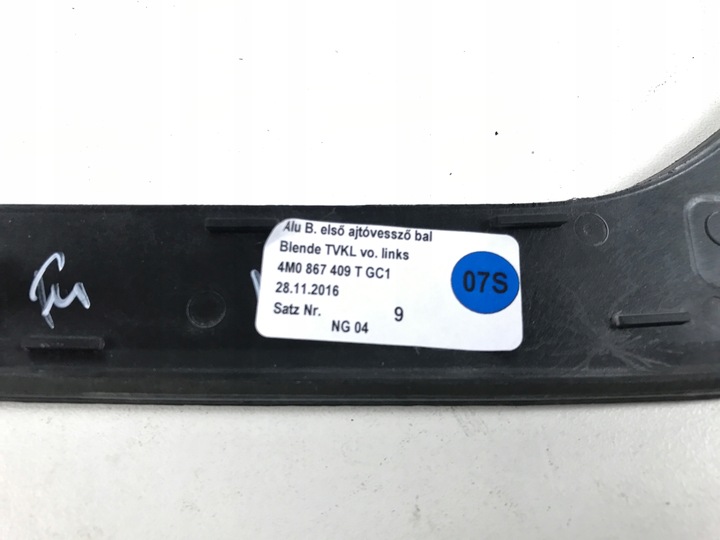 Alu B. első ajtóvessző bal
Blende TVKL vo. links
4M0 867 409 T GC1
28.11.2016
Satz Nr. 9
NG 04
07S